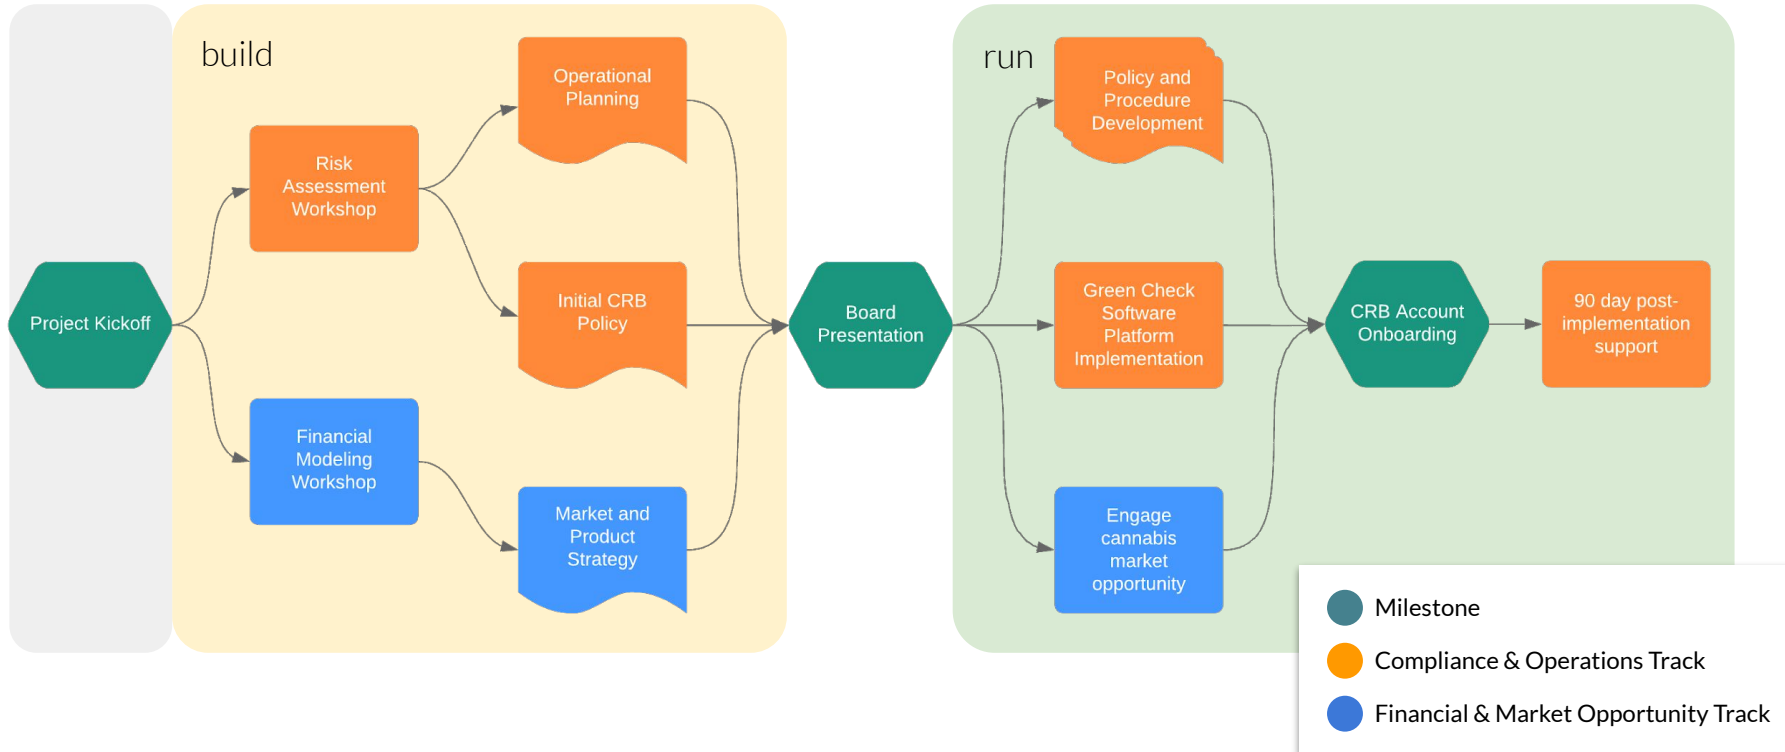 build
run
Operational
Planning
Policy and
Procedure
Development
Risk
Assessment
Workshop
Project Kickoff
Initial CRB
Policy
Board
Presentation
Green Check
Software
Platform
Implementation
CRB Account
Onboarding
90 day post-
implementation
support
Financial
Modeling
Workshop
Market and
Product
Strategy
Engage
cannabis
market
opportunity
Milestone
Compliance & Operations Track
Financial & Market Opportunity Track